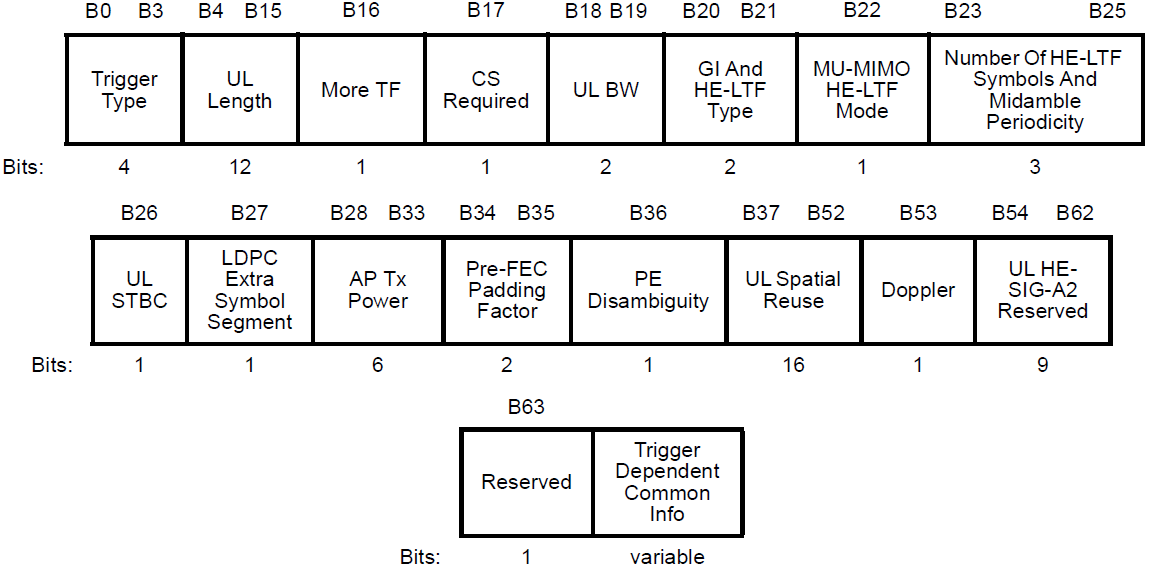 B0 B3 B4 B15 B16 B17 B18 B19 B20 B21 B22 B23 B25
Trigger Type
UL Length
More TF
CS Required
UL BW
GI And HE-LTF Type
MU-MIMO HE-LTF Mode
Number Of HE-LTF Symbols And Midamble Periodicity
Bits: 4 12 1 1 2 2 1 3
B26 B27 B28 B33 B34 B35 B36 B37 B52 B53 B54 B62
UL STBC
LDPC Extra Symbol Segment
AP Tx Power
Pre-FEC Padding Factor
PE Disambiguity
UL Spatial Reuse
Doppler
UL HE-SIG-A2 Reserved
Bits: 1 1 6 2 1 16 1 9
B63
Reserved
Trigger Dependent Common Info
Bits: 1 variable